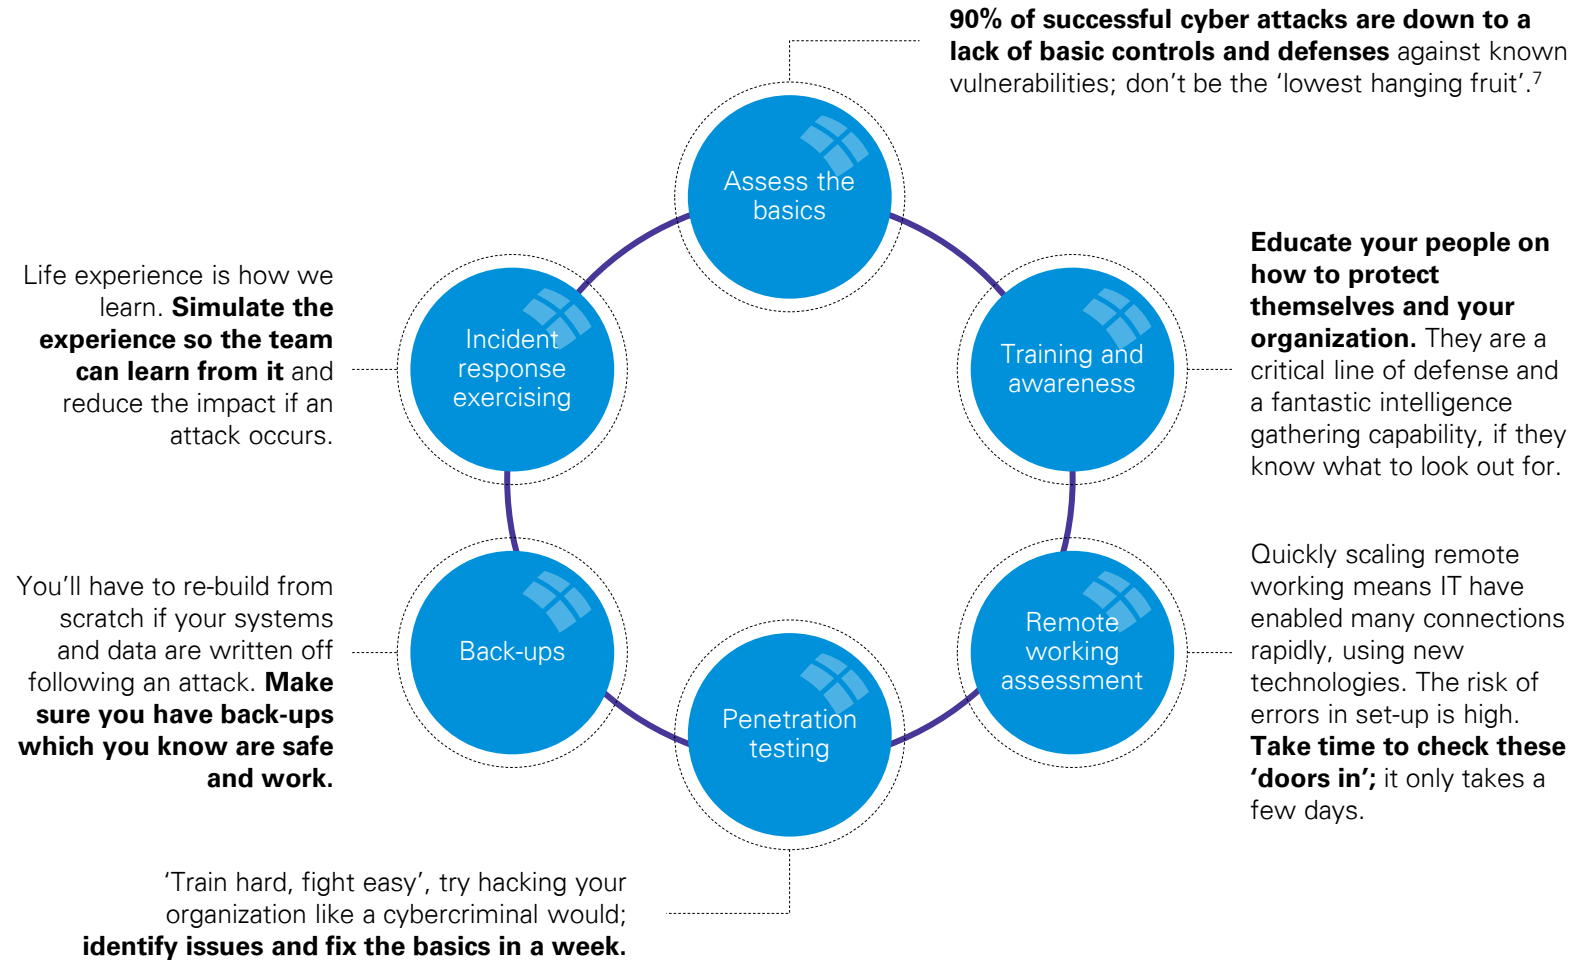 90% of successful cyber attacks are down to a
lack of basic controls and defenses against known
vulnerabilities; don’t be the ‘lowest hanging fruit’.7
Assess the
basics
Educate your people on
how to protect
themselves and your
organization. They are a
critical line of defense and
a fantastic intelligence
gathering capability, if they
know what to look out for.
Training and
awareness
Quickly scaling remote
working means IT have
enabled many connections
rapidly, using new
technologies. The risk of
errors in set-up is high.
Take time to check these
‘doors in’; it only takes a
few days.
Remote
working
assessment
Penetration
testing
‘Train hard, fight easy’, try hacking your
organization like a cybercriminal would;
identify issues and fix the basics in a week.
Back-ups
You’ll have to re-build from
scratch if your systems
and data are written off
following an attack. Make
sure you have back-ups
which you know are safe
and work.
Incident
response
exercising
Life experience is how we
learn. Simulate the
experience so the team
can learn from it and
reduce the impact if an
attack occurs.